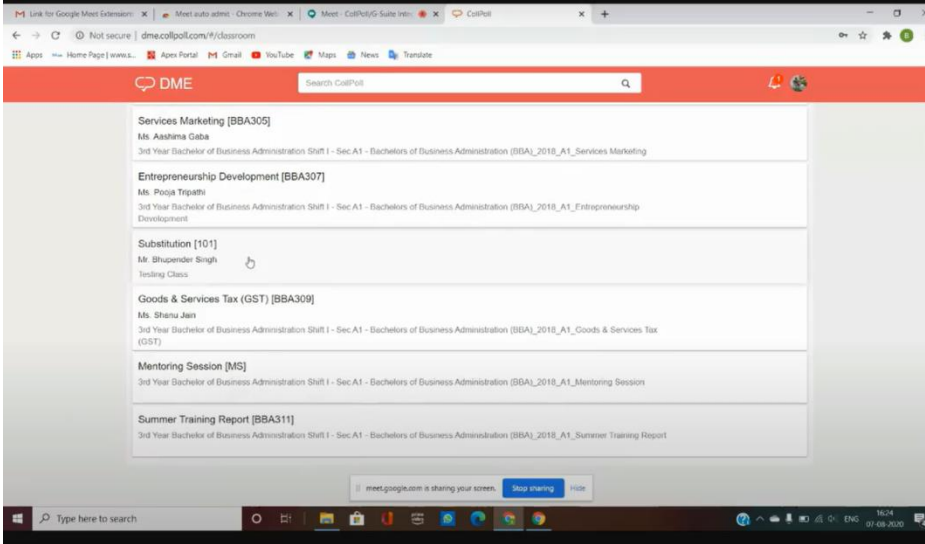 Link for Google Meet Extension
Meet auto admit - Chrome Web
Meet - CollPoll/G-Suite Inte
CollPoll
Not secure | dme.collpoll.com/#/classroom
Apps
Home Page | www.s...
Apex Portal
Gmail
YouTube
Maps
News
Translate
DME
Search CollPoll
Services Marketing [BBA305]
Ms. Aashima Gaba
3rd Year Bachelor of Business Administration Shift I - Sec A1 - Bachelors of Business Administration (BBA)_2018_A1_Services Marketing
Entrepreneurship Development [BBA307]
Ms. Pooja Tripathi
3rd Year Bachelor of Business Administration Shift I - Sec A1 - Bachelors of Business Administration (BBA)_2018_A1_Entrepreneurship
Development
Substitution [101]
Mr. Bhupender Singh
Testing Class
Goods & Services Tax (GST) [BBA309]
Ms. Shanu Jain
3rd Year Bachelor of Business Administration Shift I - Sec A1 - Bachelors of Business Administration (BBA)_2018_A1_Goods & Services Tax
(GST)
Mentoring Session [MS]
3rd Year Bachelor of Business Administration Shift I - Sec A1 - Bachelors of Business Administration (BBA)_2018_A1_Mentoring Session
Summer Training Report [BBA311]
3rd Year Bachelor of Business Administration Shift I - Sec A1 - Bachelors of Business Administration (BBA)_2018_A1_Summer Training Report
meet.google.com is sharing your screen.
Stop sharing
Hide
Type here to search
ENG
16:24
07-08-2020